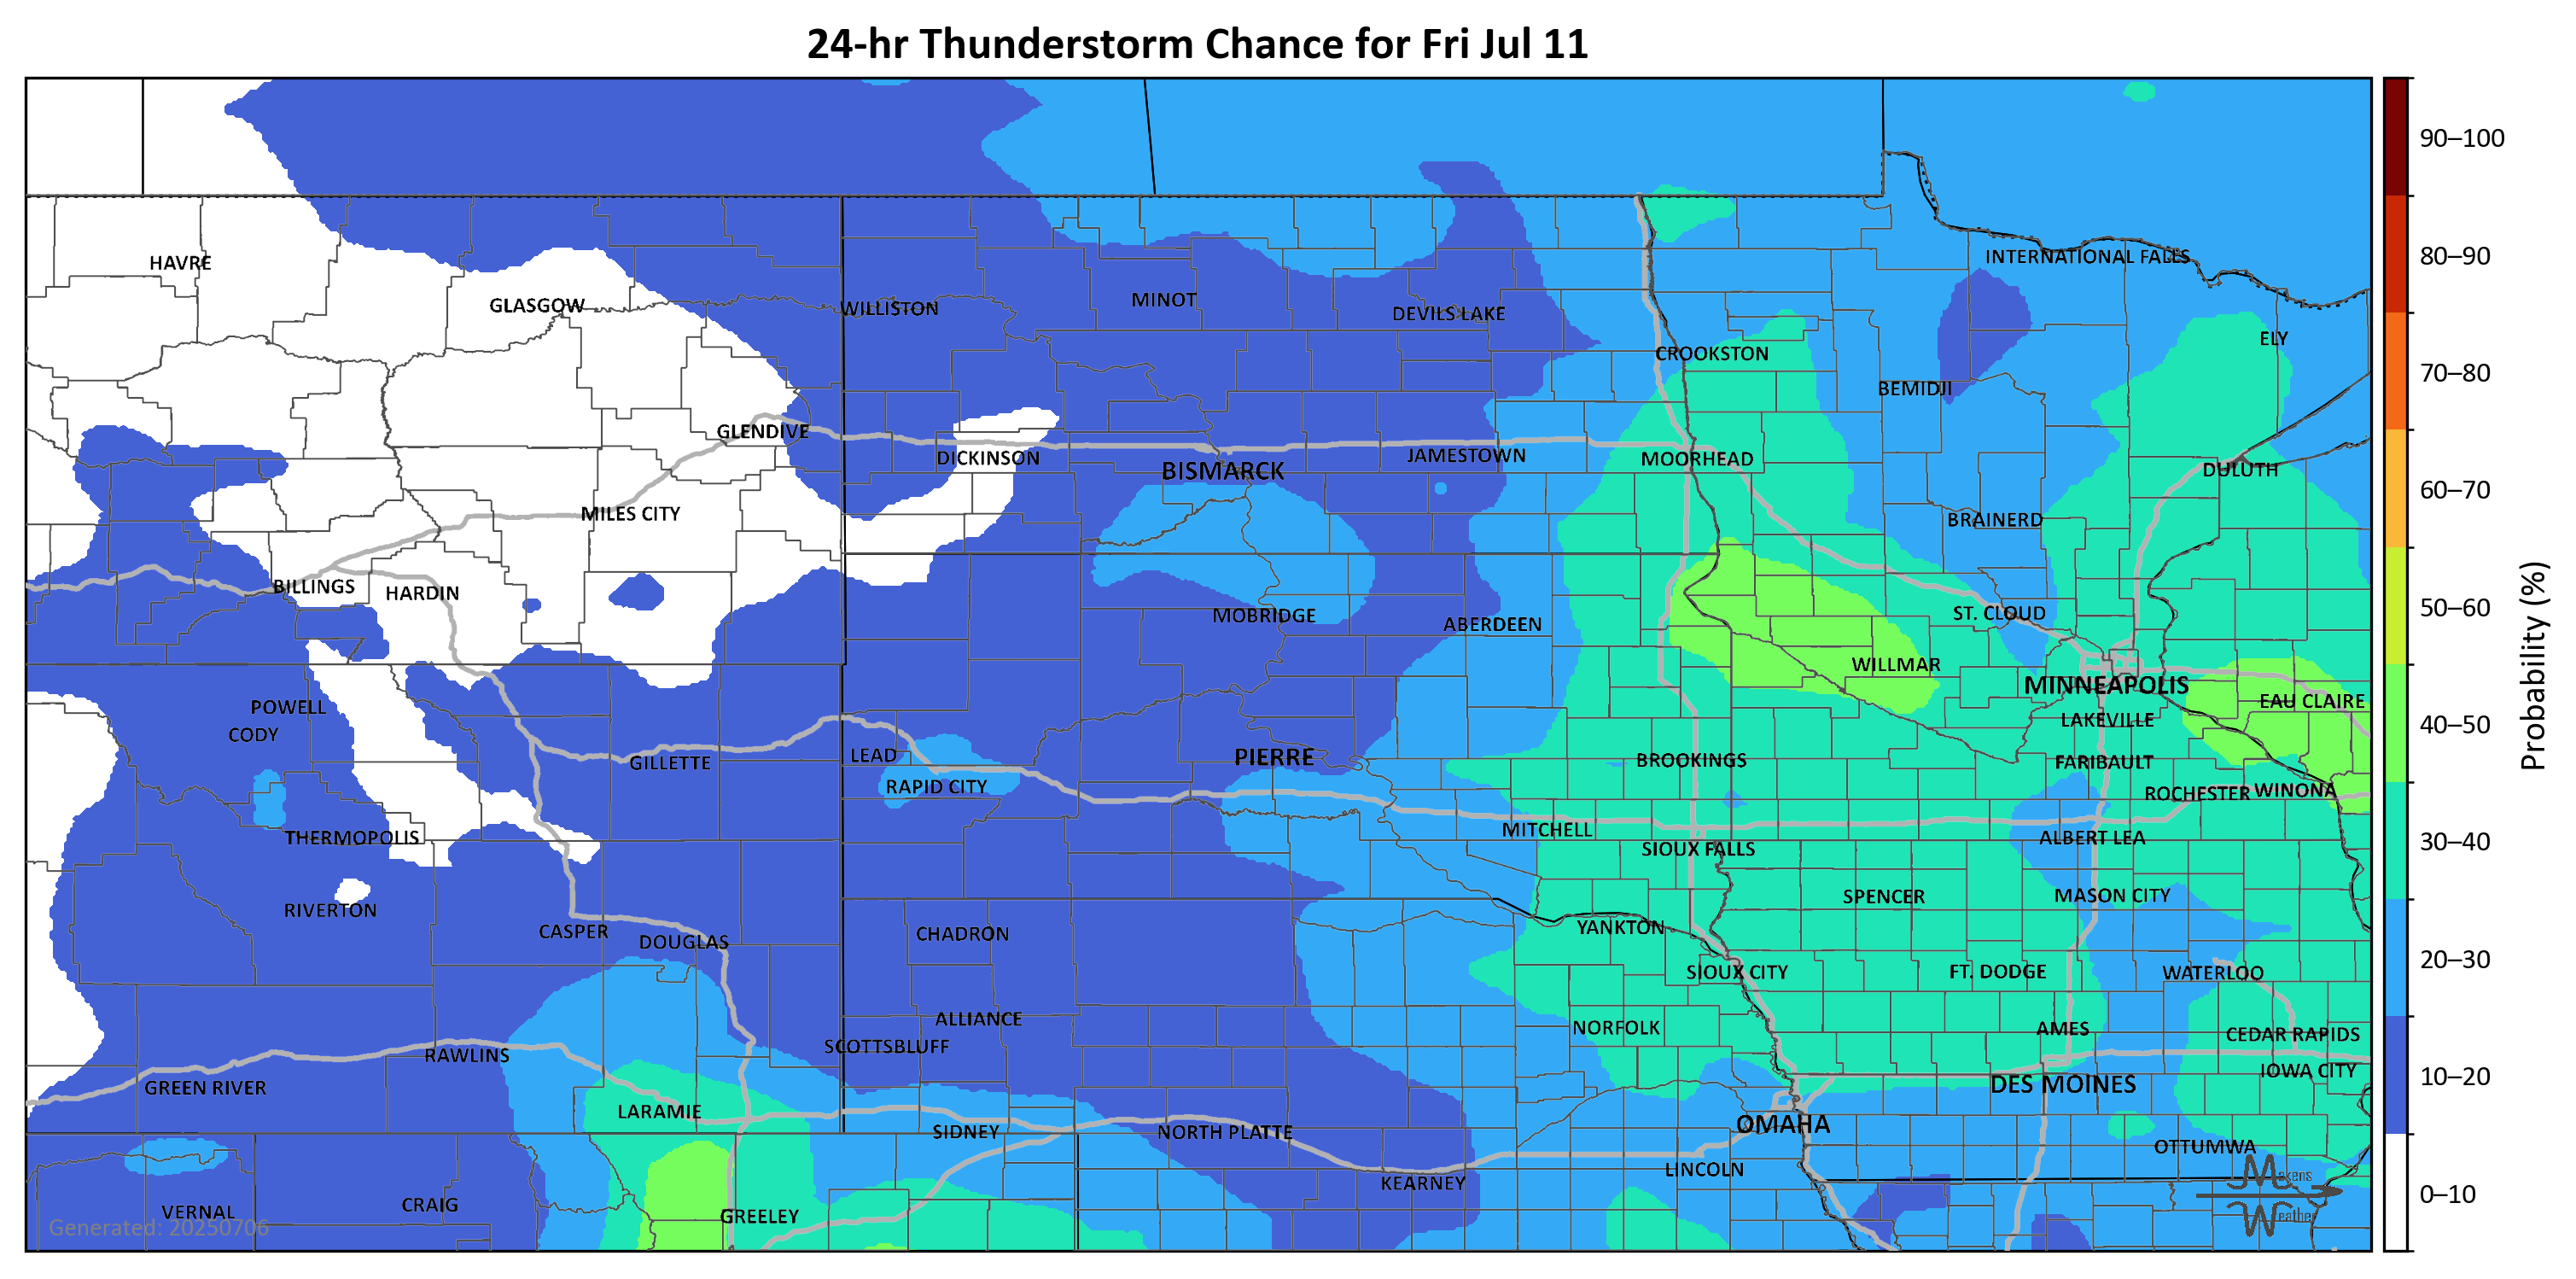 24-hr Thunderstorm Chance for Fri Jul 11
90–100
80–90
70–80
60–70
50–60
40–50
30–40
20–30
10–20
0–10
Probability (%)
HAVRE
INTERNATIONAL FALLS
GLASGOW
WILLISTON
MINOT
DEVILS LAKE
ELY
CROOKSTON
BEMIDJI
GLENDIVE
DICKINSON
BISMARCK
JAMESTOWN
MOORHEAD
DULUTH
MILES CITY
BRAINERD
BILLINGS
HARDIN
MOBRIDGE
ABERDEEN
ST. CLOUD
WILLMAR
MINNEAPOLIS
POWELL
EAU CLAIRE
CODY
LAKEVILLE
GILLETTE
LEAD
PIERRE
BROOKINGS
FARIBAULT
RAPID CITY
ROCHESTER
WINONA
THERMOPOLIS
MITCHELL
ALBERT LEA
SIOUX FALLS
RIVERTON
SPENCER
MASON CITY
CASPER
DOUGLAS
CHADRON
YANKTON
SIOUX CITY
FT. DODGE
WATERLOO
ALLIANCE
NORFOLK
AMES
CEDAR RAPIDS
RAWLINS
SCOTTSBLUFF
GREEN RIVER
DES MOINES
IOWA CITY
LARAMIE
SIDNEY
NORTH PLATTE
OMAHA
OTTUMWA
LINCOLN
KEARNEY
VERNAL
CRAIG
GREELEY
Generated: 20250706
Makens
Weather